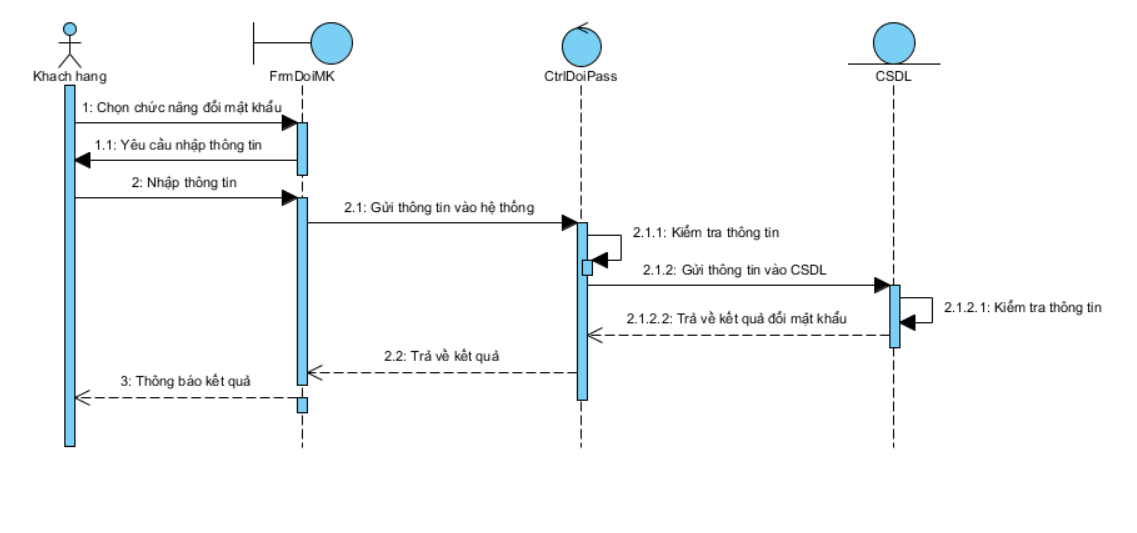 Khach hang
FrmDoiMK
CtrlDoiPass
CSDL
1: Chọn chức năng đổi mật khẩu
1.1: Yêu cầu nhập thông tin
2: Nhập thông tin
2.1: Gửi thông tin vào hệ thống
2.1.1: Kiểm tra thông tin
2.1.2: Gửi thông tin vào CSDL
2.1.2.1: Kiểm tra thông tin
2.1.2.2: Trả về kết quả đổi mật khẩu
2.2: Trả về kết quả
3: Thông báo kết quả